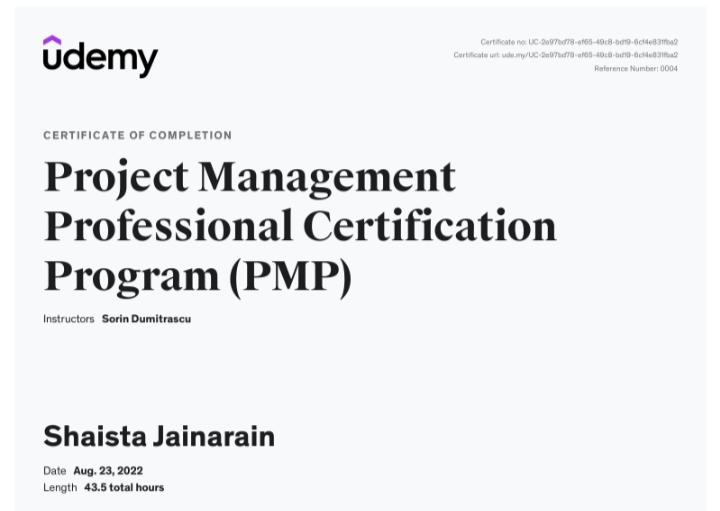 udemy
Certificate no: UC-2e97bd78-ef65-49c8-bd19-6cf4e831fba2
Certificate url: ude.my/UC-2e97bd78-ef65-49c8-bd19-6cf4e831fba2
Reference Number: 0004
CERTIFICATE OF COMPLETION
Project Management
Professional Certification
Program (PMP)
Instructors Sorin Dumitrascu
Shaista Jainarain
Date Aug. 23, 2022
Length 43.5 total hours